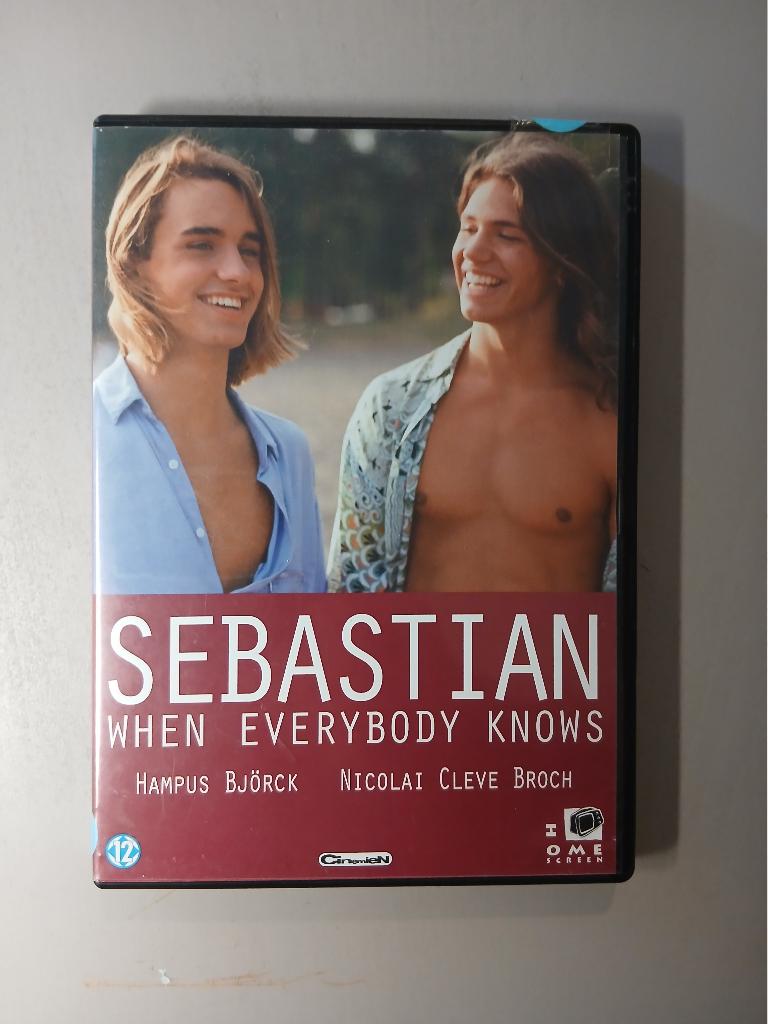 SEBASTIAN
WHEN EVERYBODY KNOWS
HAMPUS BJÖRCK NICOLAI CLEVE BROCH
12
CinemieN
HOME
SCREEN